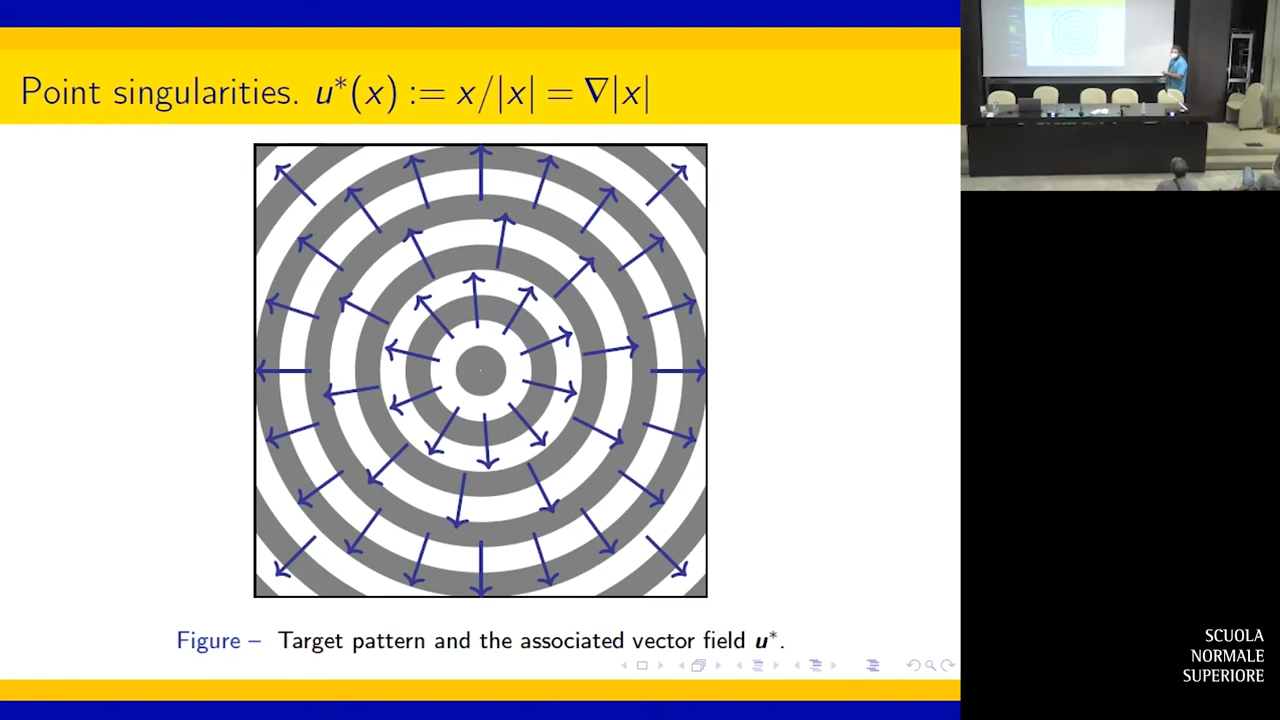 Point singularities. u*(x) := x/|x| = ∇|x|
Figure – Target pattern and the associated vector field u*.
SCUOLA
NORMALE
SUPERIORE